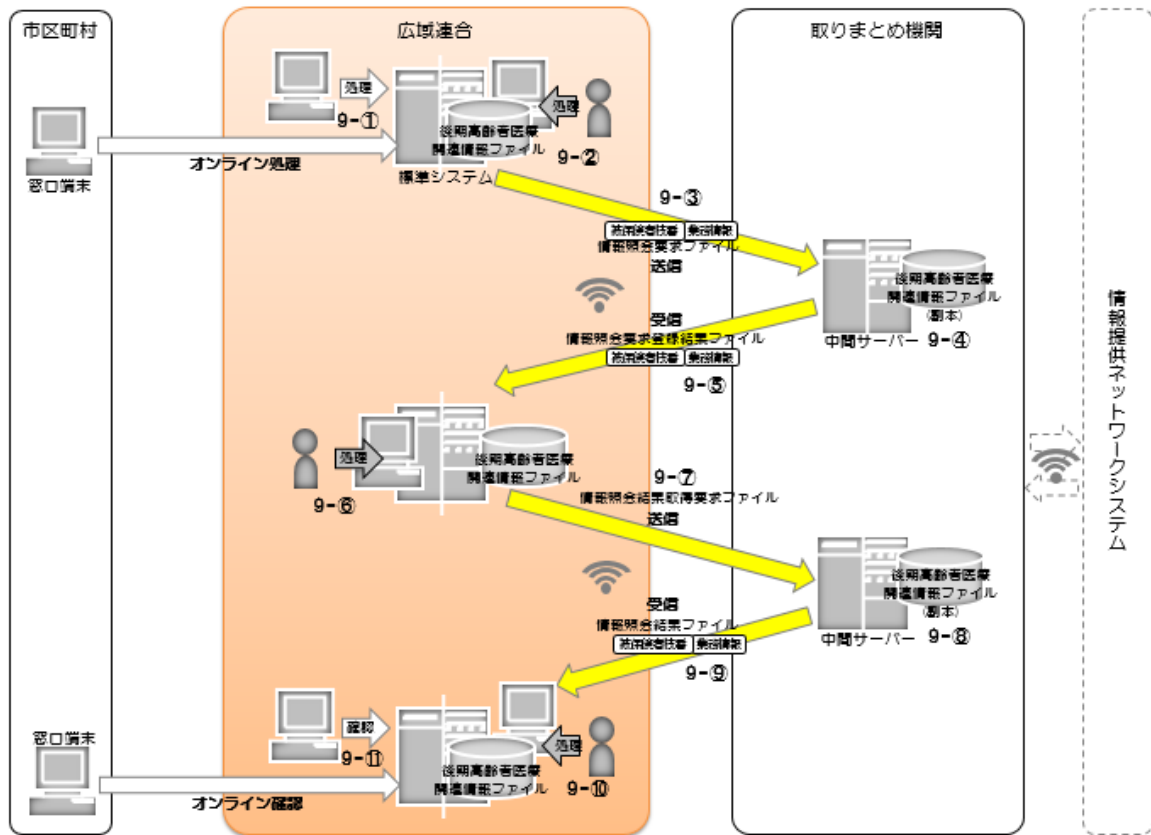 市区町村
広域連合
取りまとめ機関
処理
9-①
処理
9-②
後期高齢者医療
関連情報ファイル
標準システム
窓口端末
オンライン処理
9-③
被保険者枝番 業務情報
情報照会要求ファイル
送信
後期高齢者医療
関連情報ファイル
(副本)
中間サーバー 9-④
受信
情報照会要求登録結果ファイル
被保険者枝番 業務情報
9-⑤
処理
9-⑥
後期高齢者医療
関連情報ファイル
9-⑦
情報照会結果取得要求ファイル
送信
後期高齢者医療
関連情報ファイル
(副本)
中間サーバー 9-⑧
受信
情報照会結果ファイル
被保険者枝番 業務情報
9-⑨
確認
9-⑪
処理
9-⑩
後期高齢者医療
関連情報ファイル
窓口端末
オンライン確認
情報提供ネットワークシステム